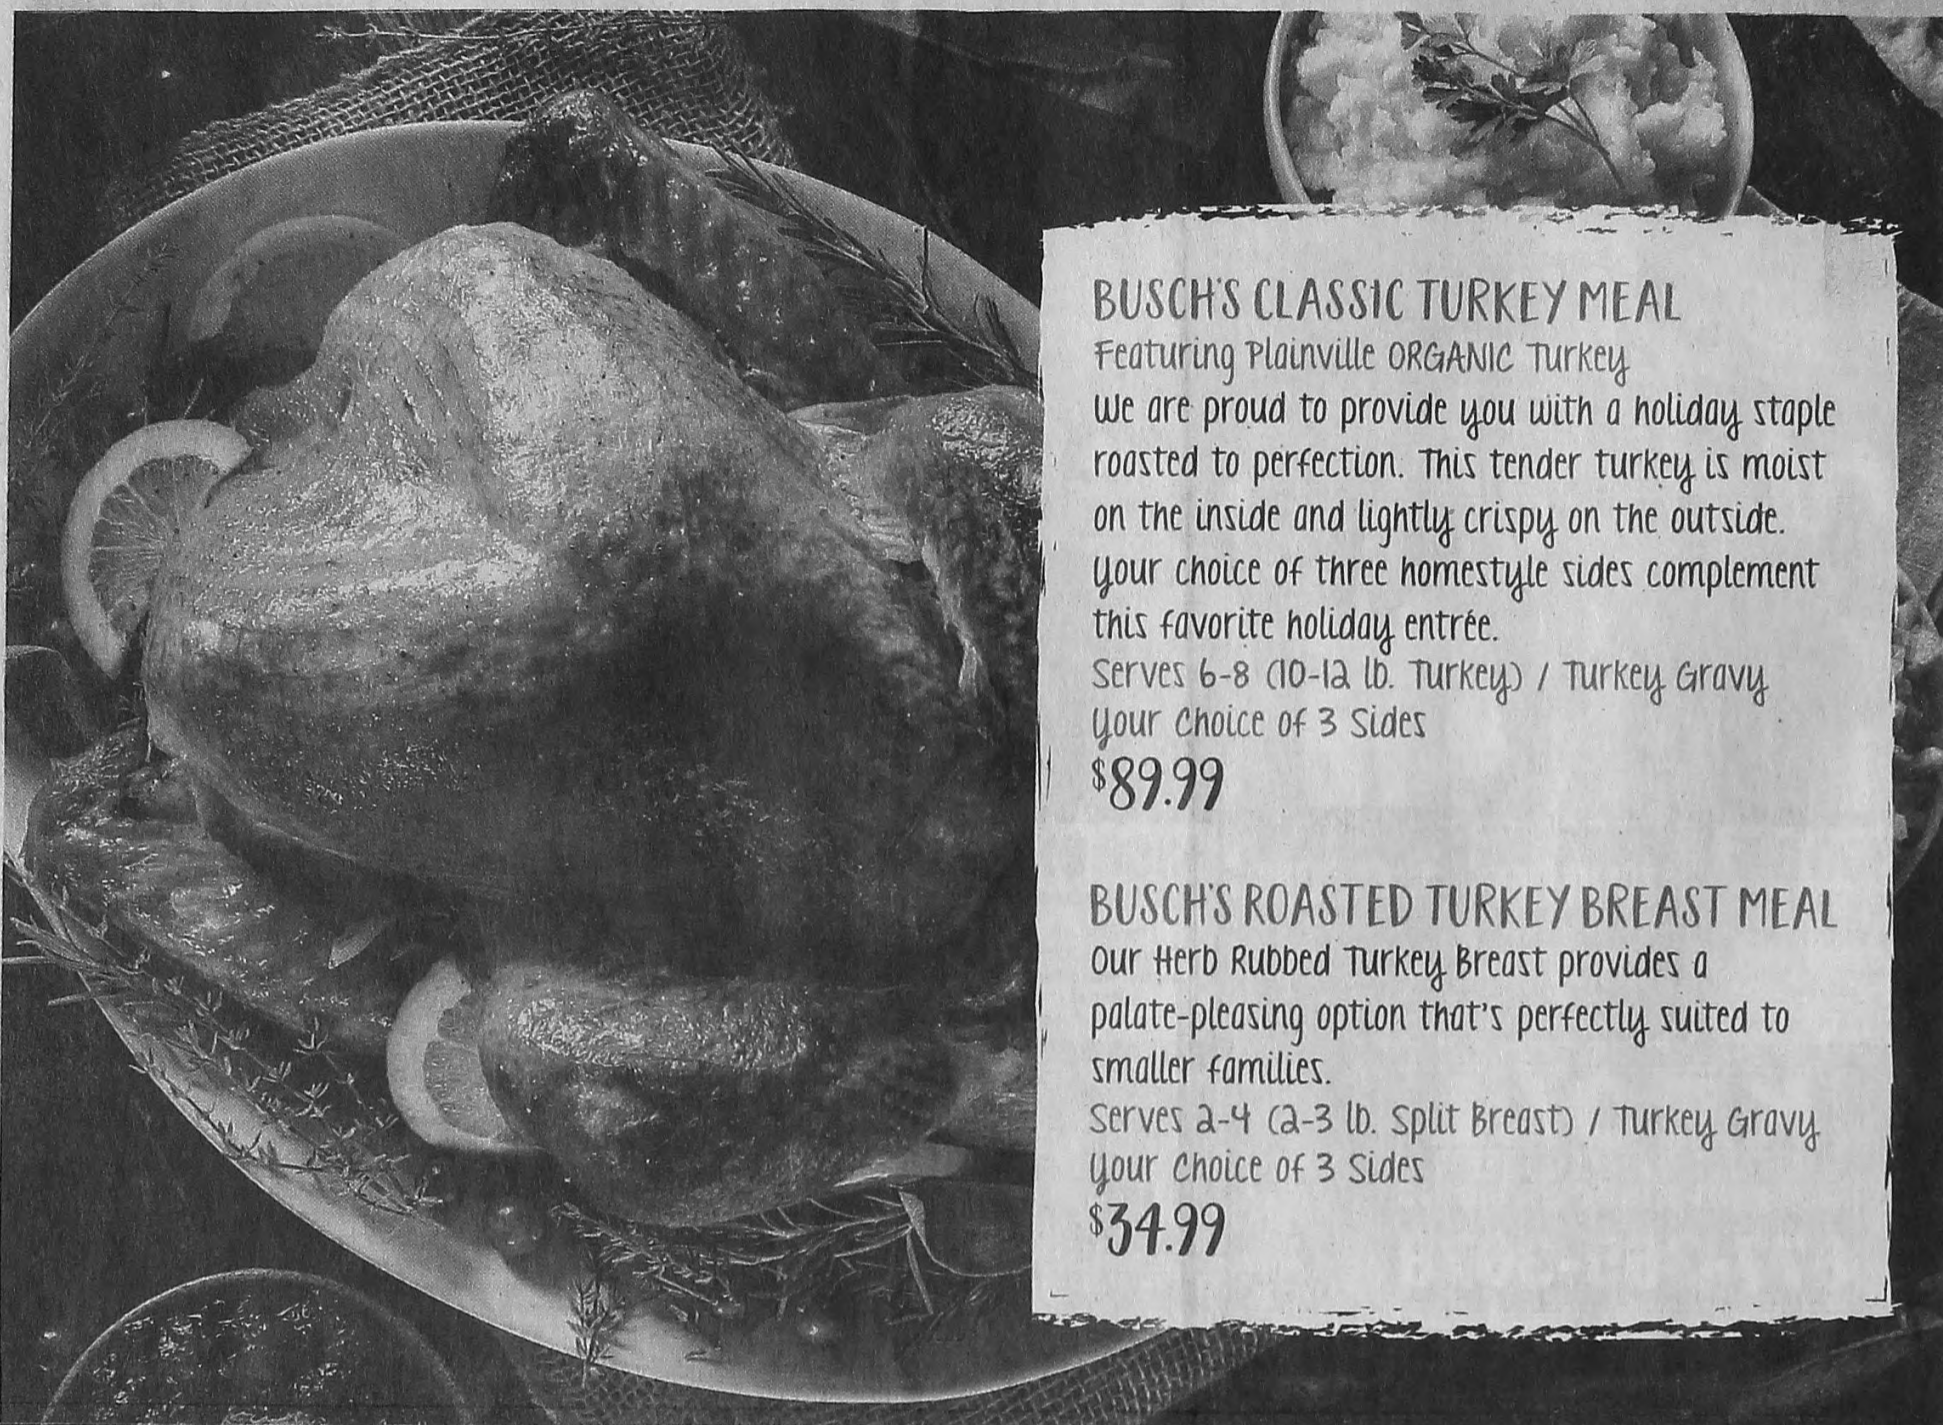 BUSCH'S CLASSIC TURKEY MEAL
Featuring Plainville ORGANIC Turkey
We are proud to provide you with a holiday staple
roasted to perfection. This tender turkey is moist
on the inside and lightly crispy on the outside.
Your choice of three homestyle sides complement
this favorite holiday entrée.
Serves 6-8 (10-12 lb. Turkey) / Turkey Gravy
Your Choice of 3 Sides
$89.99
BUSCH'S ROASTED TURKEY BREAST MEAL
Our Herb Rubbed Turkey Breast provides a
palate-pleasing option that's perfectly suited to
smaller families.
Serves 2-4 (2-3 lb. Split Breast) / Turkey Gravy
Your Choice of 3 Sides
$34.99